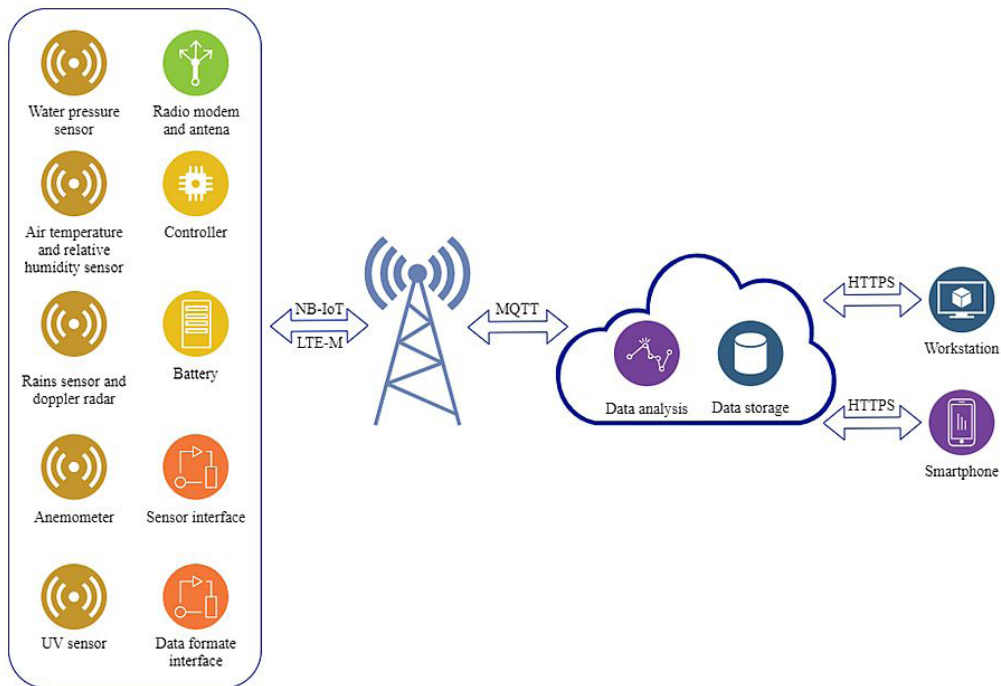 Water pressure
sensor
Radio modem
and antena
Air temperature
and relative
humidity sensor
Controller
Rains sensor and
doppler radar
Battery
Anemometer
Sensor interface
UV sensor
Data formate
interface
NB-IoT
LTE-M
MQTT
Data analysis
Data storage
HTTPS
Workstation
HTTPS
Smartphone